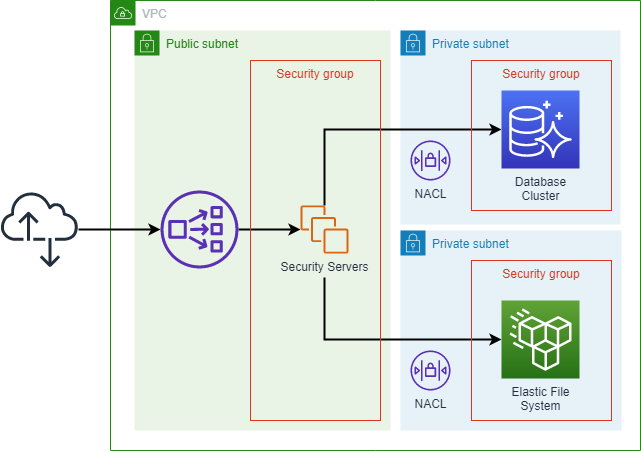 VPC
Public subnet
Security group
Security Servers
Private subnet
Security group
NACL
Database
Cluster
Private subnet
Security group
NACL
Elastic File
System